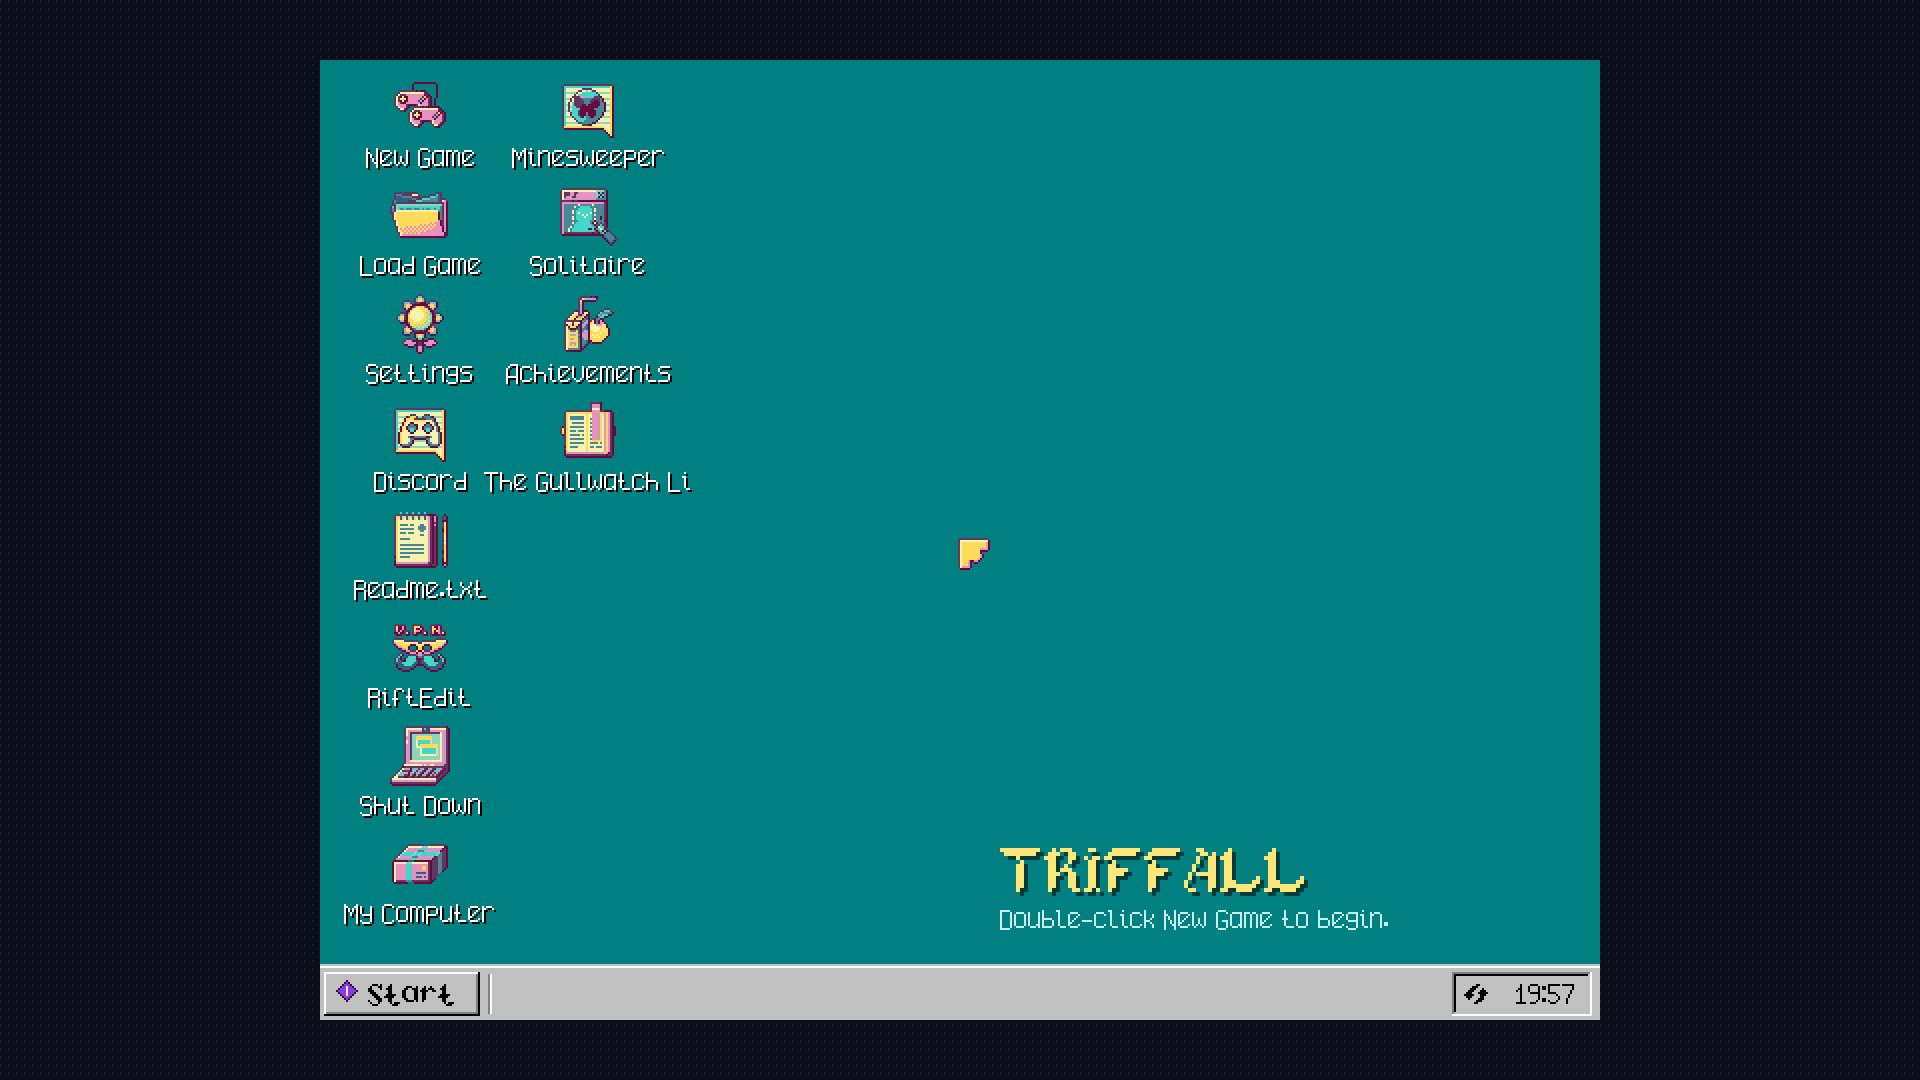 New Game
Minesweeper
Load Game
Solitaire
Settings
Achievements
Discord
The Gullwatch Li
Readme.txt
V.P.N.
RiftEdit
Shut Down
My Computer
TRIFFALL
Double-click New Game to begin.
Start
19:57